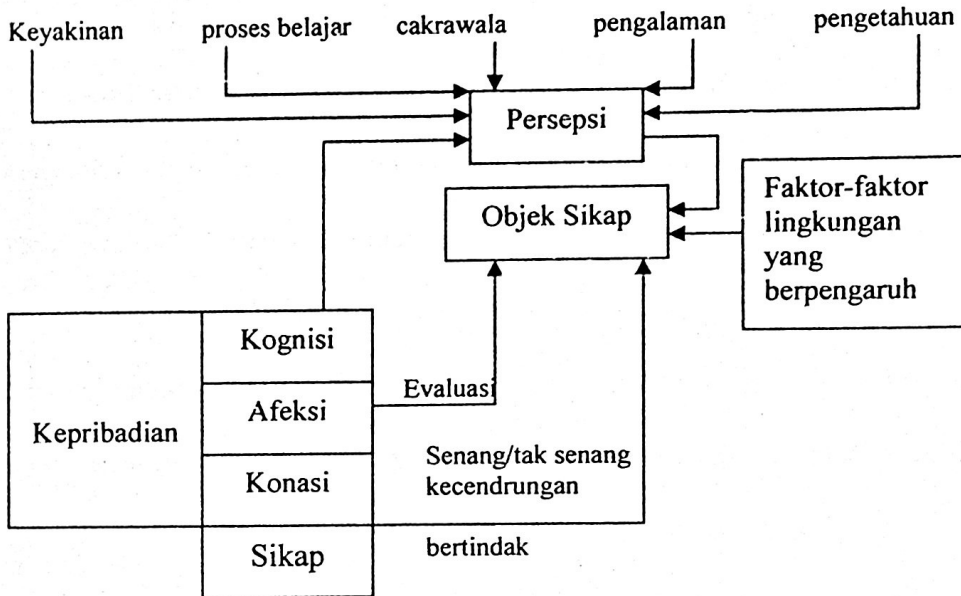 Keyakinan
proses belajar
cakrawala
pengalaman
pengetahuan
Persepsi
Objek Sikap
Faktor-faktor
lingkungan
yang
berpengaruh
Kepribadian
Kognisi
Afeksi
Konasi
Sikap
Evaluasi
Senang/tak senang
kecendrungan
bertindak